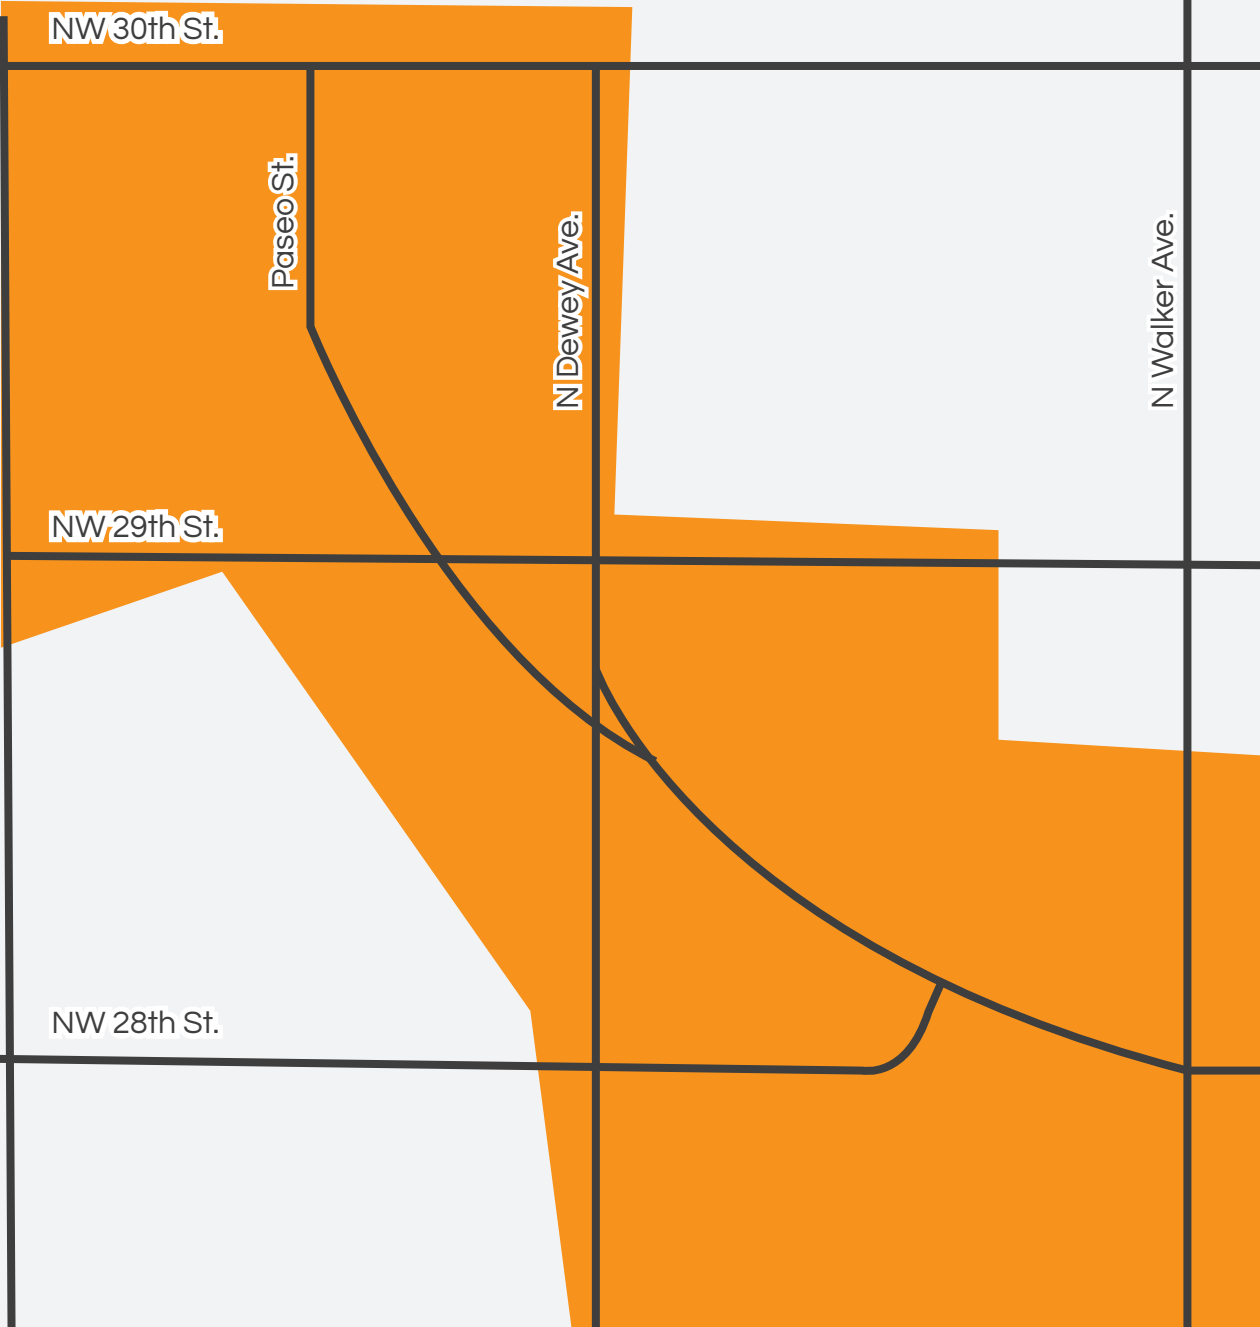 NW 30th St.
Paseo St.
N Dewey Ave.
N Walker Ave.
NW 29th St.
NW 28th St.